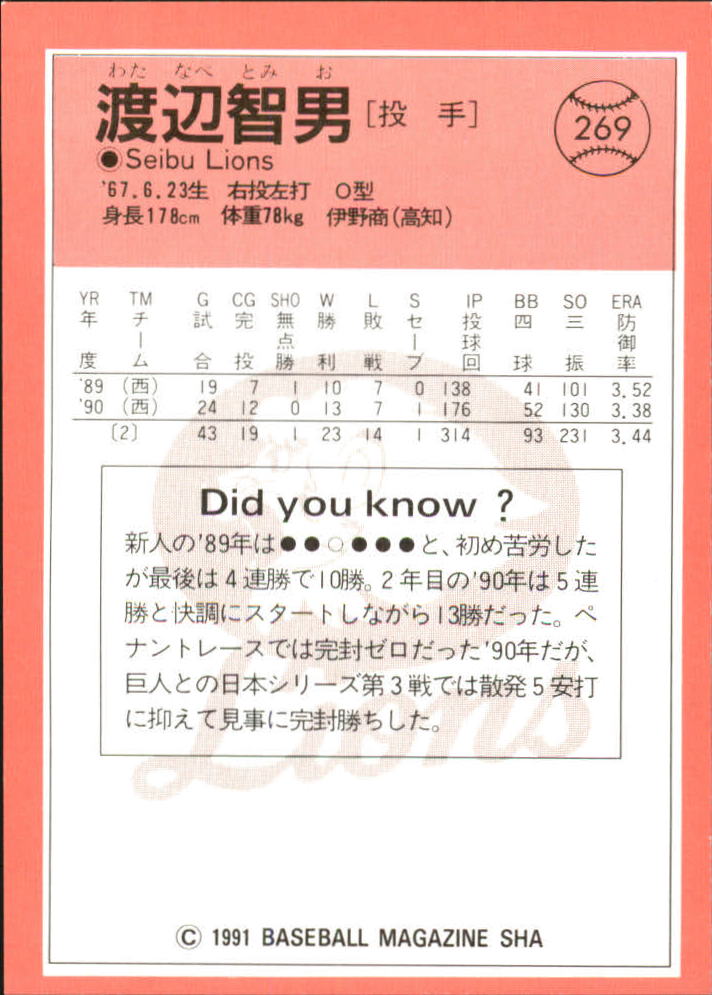 わた なべ とみ お
渡辺智男[投 手]
269
Seibu Lions
'67.6.23生 右投左打 O型
身長178cm 体重78kg 伊野商(高知)
YR TM G CG SHO W L S IP BB SO ERA
年度 チーム 試合 完投 無点勝 勝利 敗戦 セーブ 投球回 四球 三振 防御率
'89 (西) 19 7 1 10 7 0 138 41 101 3.52
'90 (西) 24 12 0 13 7 1 176 52 130 3.38
〔2〕 43 19 1 23 14 1 314 93 231 3.44
Did you know ?
新人の'89年は●●○●●●と、初め苦労した
が最後は4連勝で10勝。2年目の'90年は5連
勝と快調にスタートしながら13勝だった。ペ
ナントレースでは完封ゼロだった'90年だが、
巨人との日本シリーズ第3戦では散発5安打
に抑えて見事に完封勝ちした。
Lions
© 1991 BASEBALL MAGAZINE SHA